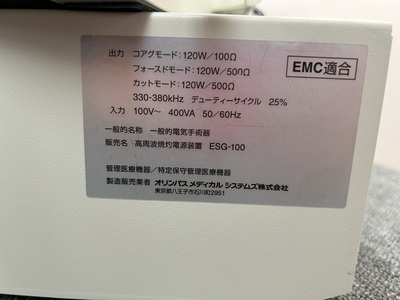 出力 コアグモード：120W／100Ω
フォースドモード：120W／500Ω
カットモード：120W／500Ω
330-380kHz デューティーサイクル 25%
入力 100V～ 400VA 50／60Hz
EMC適合
一般的名称 一般的電気手術器
販売名 高周波焼灼電源装置 ESG-100
管理医療機器／特定保守管理医療機器
製造販売業者 オリンパス メディカル システムズ株式会社
東京都八王子市石川町2951